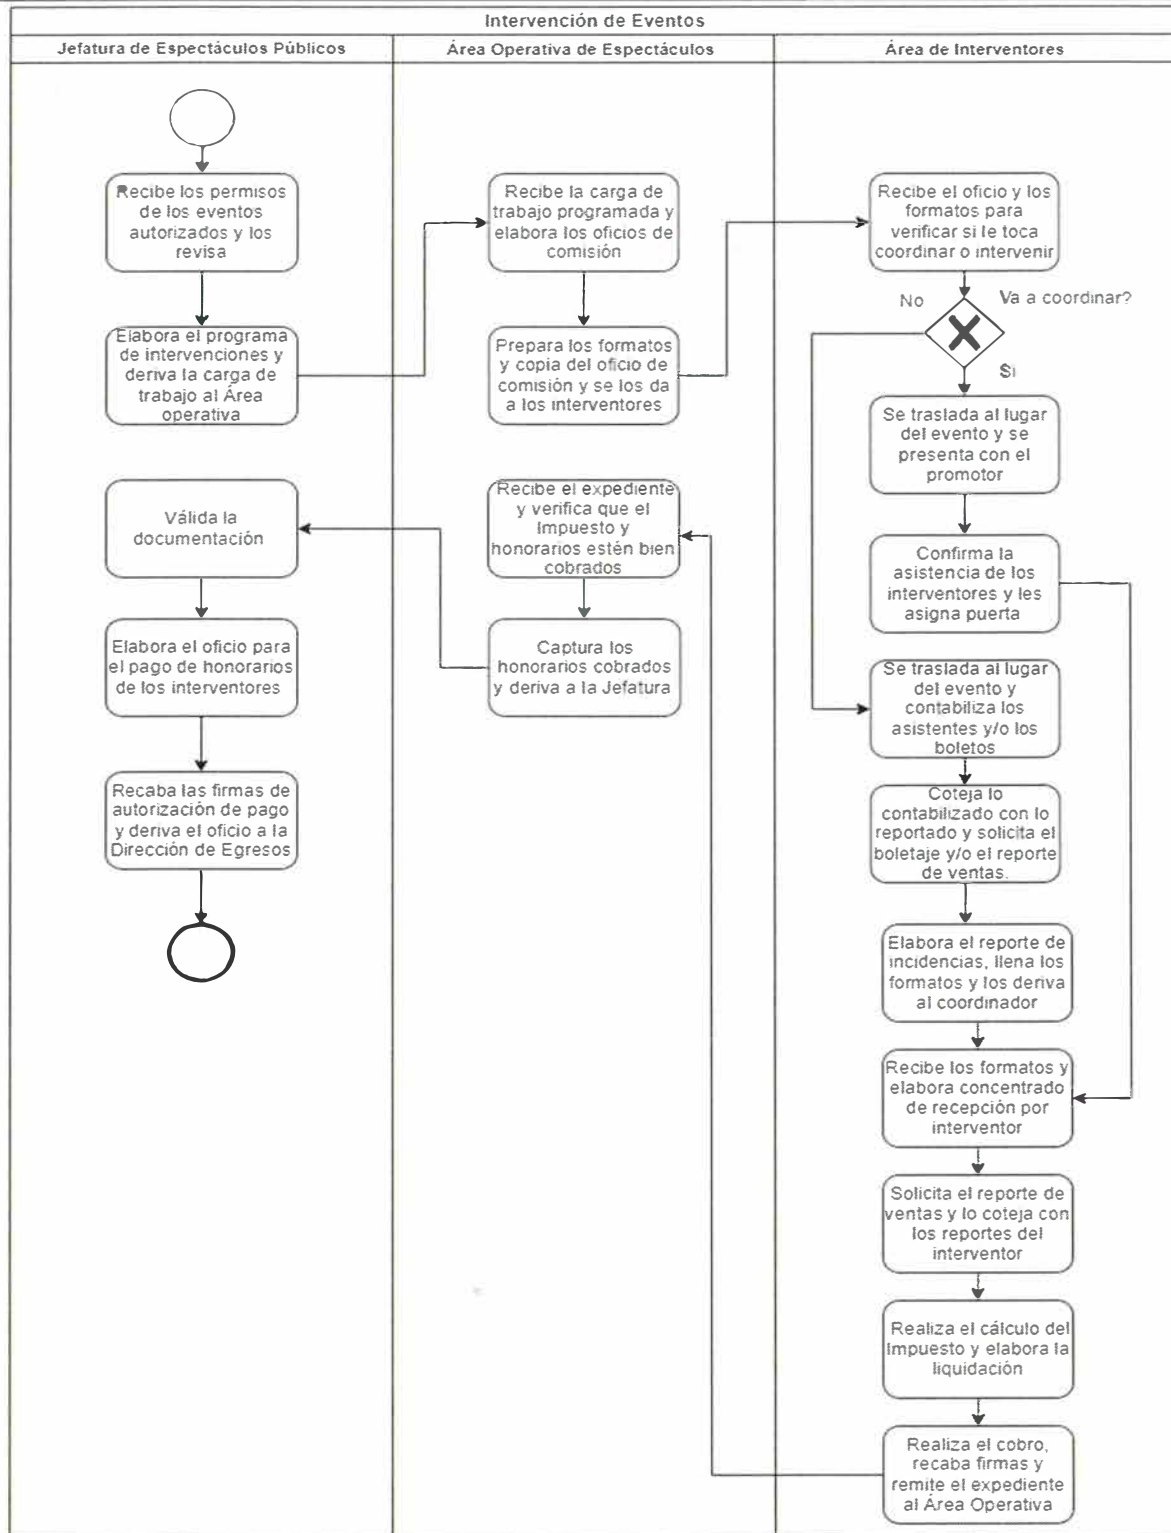 Intervención de Eventos
Jefatura de Espectáculos Públicos
Área Operativa de Espectáculos
Área de Interventores
Recibe los permisos
de los eventos
autorizados y los
revisa
Elabora el programa
de intervenciones y
deriva la carga de
trabajo al Área
operativa
Recibe la carga de
trabajo programada y
elabora los oficios de
comisión
Prepara los formatos
y copia del oficio de
comisión y se los da
a los interventores
Recibe el oficio y los
formatos para
verificar si le toca
coordinar o intervenir
No
Va a coordinar?
Si
Se traslada al lugar
del evento y se
presenta con el
promotor
Confirma la
asistencia de los
interventores y les
asigna puerta
Se traslada al lugar
del evento y
contabiliza los
asistentes y/o los
boletos
Coteja lo
contabilizado con lo
reportado y solicita el
boletaje y/o el reporte
de ventas.
Elabora el reporte de
incidencias, llena los
formatos y los deriva
al coordinador
Recibe los formatos y
elabora concentrado
de recepción por
interventor
Solicita el reporte de
ventas y lo coteja con
los reportes del
interventor
Realiza el cálculo del
Impuesto y elabora la
liquidación
Realiza el cobro,
recaba firmas y
remite el expediente
al Área Operativa
Recibe el expediente
y verifica que el
Impuesto y
honorarios estén bien
cobrados
Captura los
honorarios cobrados
y deriva a la Jefatura
Válida la
documentación
Elabora el oficio para
el pago de honorarios
de los interventores
Recaba las firmas de
autorización de pago
y deriva el oficio a la
Dirección de Egresos